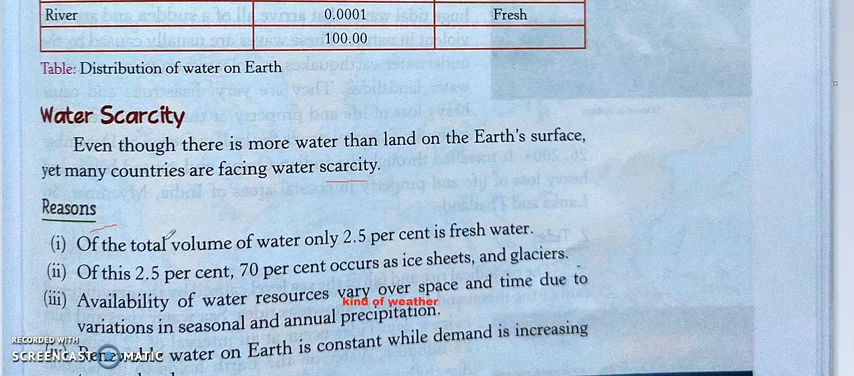 River 0.0001 Fresh
100.00
Table: Distribution of water on Earth
Water Scarcity
Even though there is more water than land on the Earth's surface,
yet many countries are facing water scarcity.
Reasons
(i) Of the total volume of water only 2.5 per cent is fresh water.
(ii) Of this 2.5 per cent, 70 per cent occurs as ice sheets, and glaciers.
(iii) Availability of water resources vary over space and time due to
kind of weather
variations in seasonal and annual precipitation.
RECORDED WITH
SCREENCAST MATIC
(iv) Renewable water on Earth is constant while demand is increasing